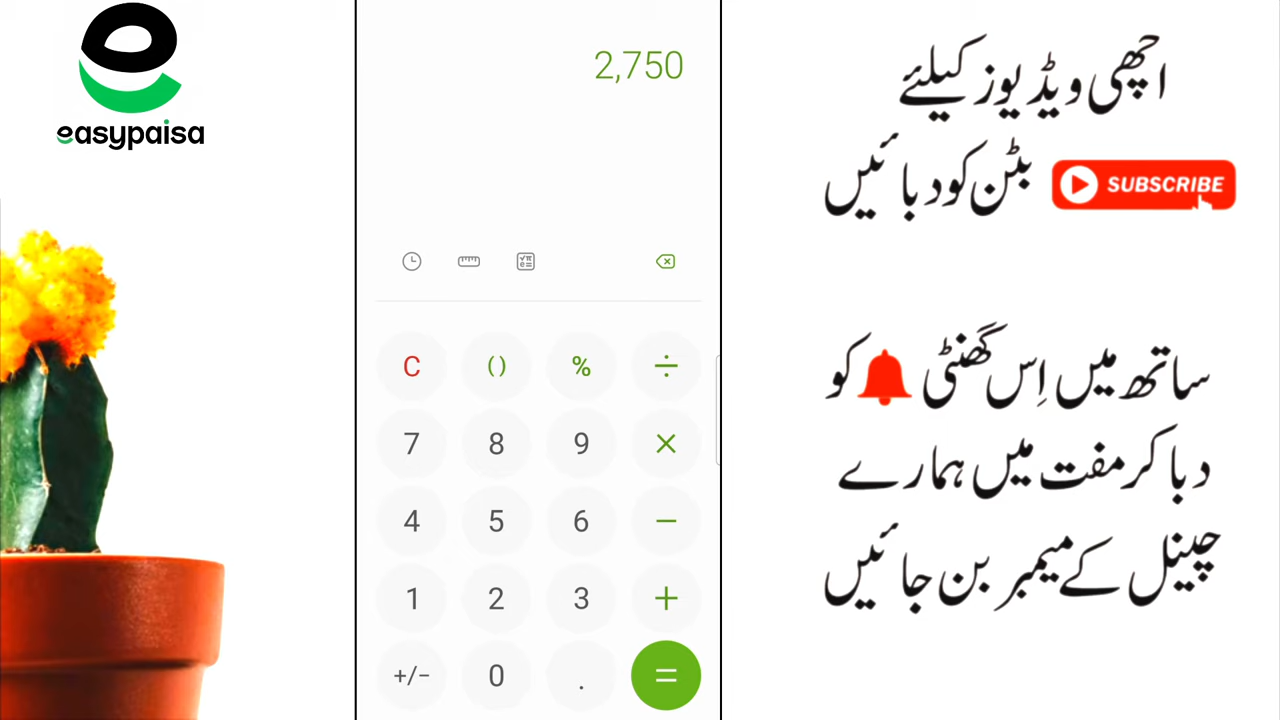 easypaisa
2,750
C
( )
%
÷
7
8
9
×
4
5
6
−
1
2
3
+
+/−
0
.
=
اچھی ویڈیوز کیلئے
SUBSCRIBE بٹن کو دبائیں
ساتھ میں اِس گھنٹی کو
دبا کر مفت میں ہمارے
چینل کے میمبر بن جائیں